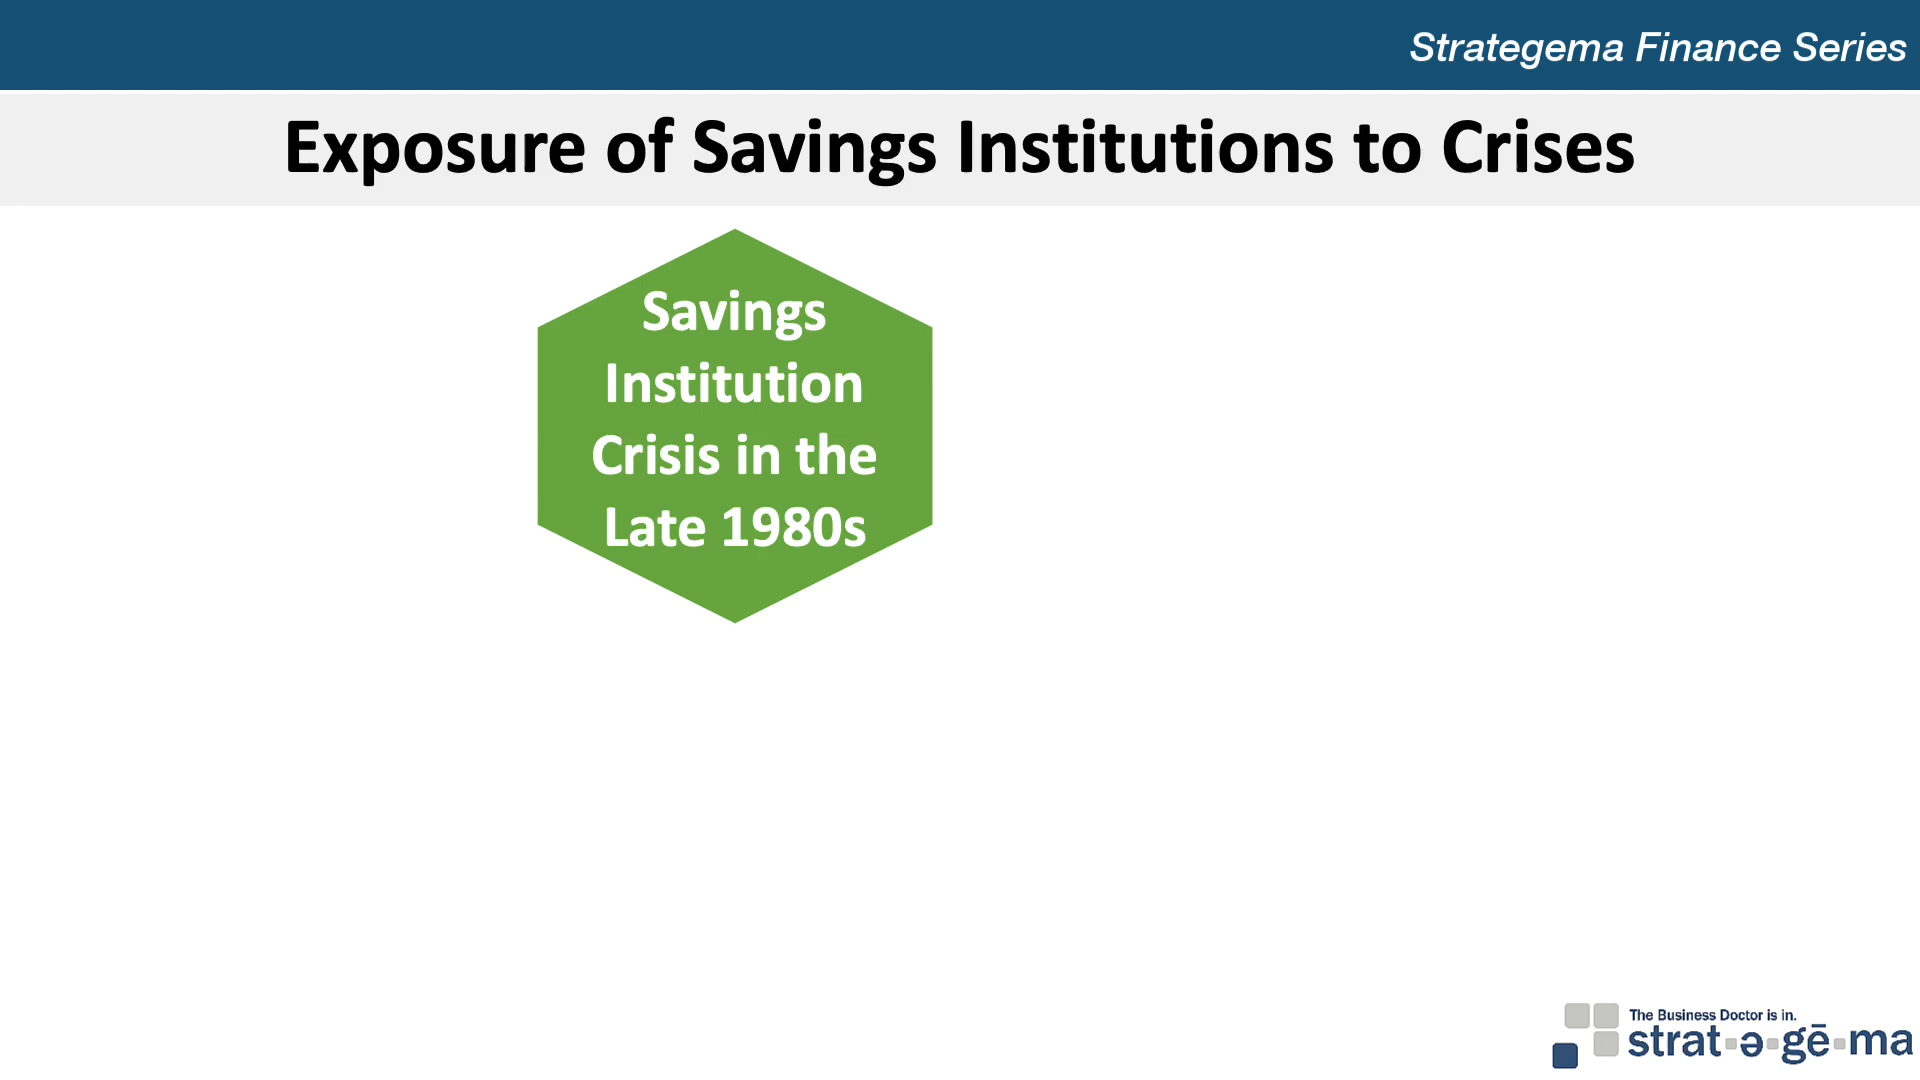 Strategema Finance Series
Exposure of Savings Institutions to Crises
Savings
Institution
Crisis in the
Late 1980s
The Business Doctor is in.
strat▪ə▪gē▪ma